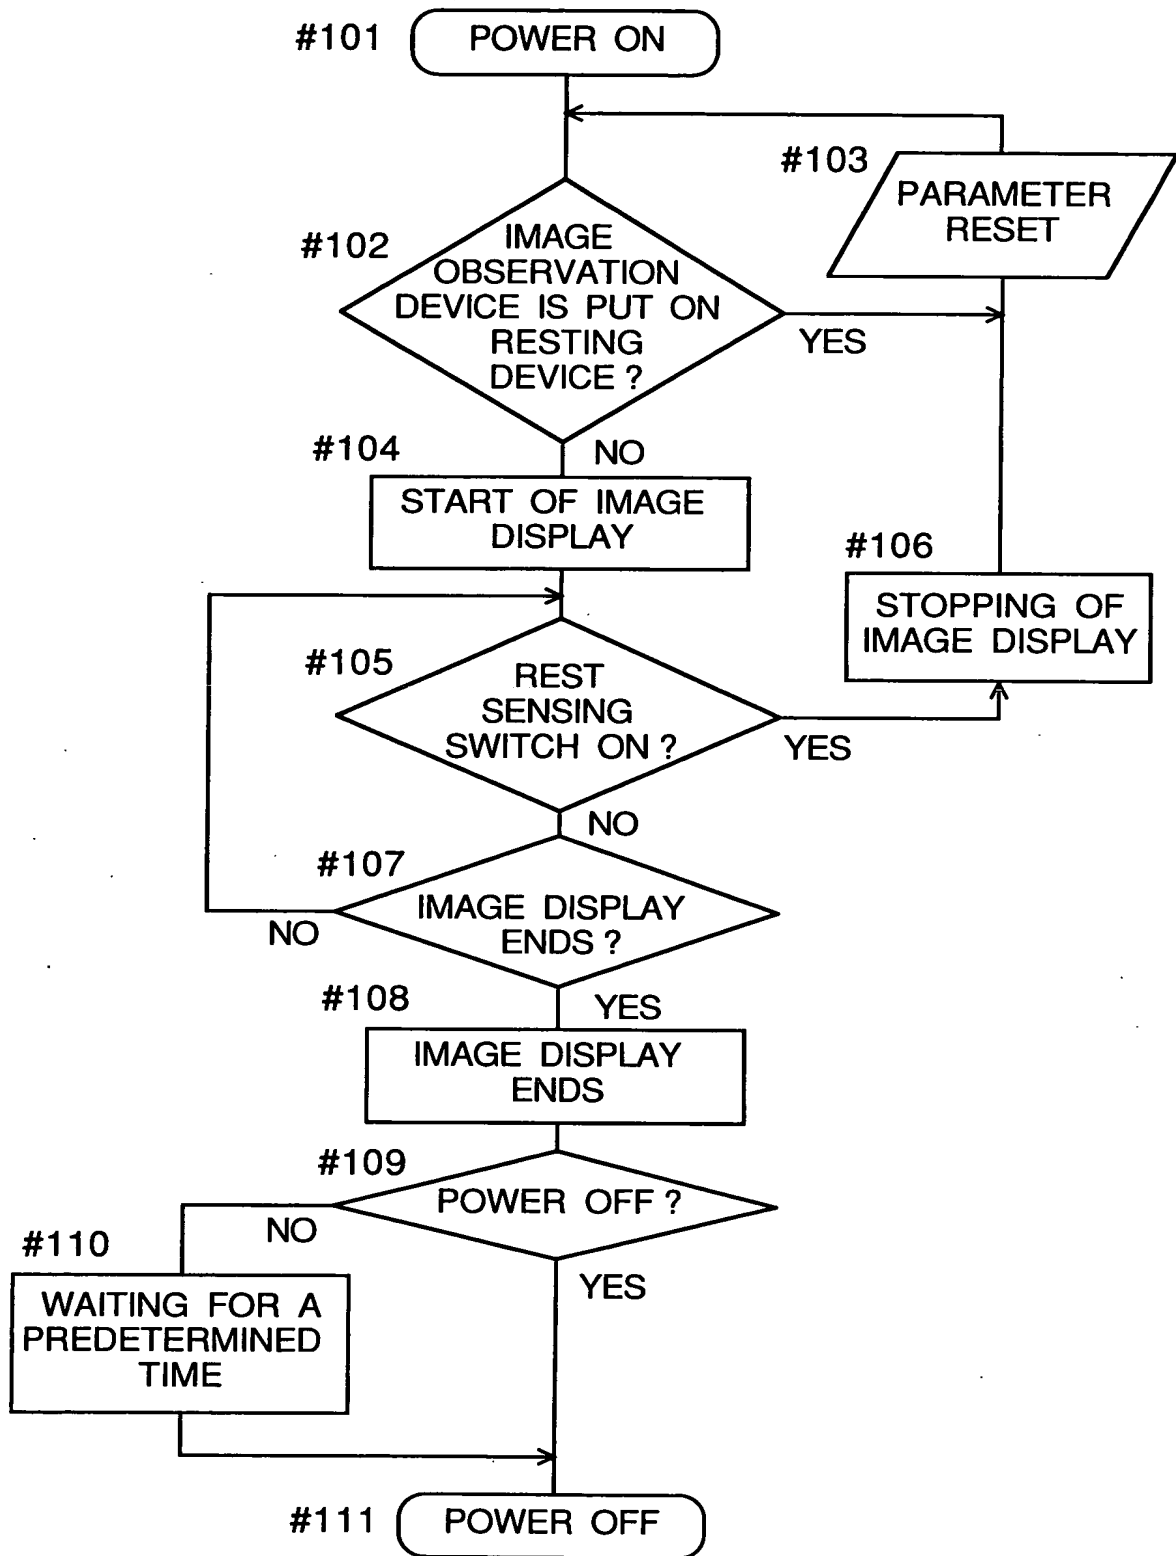 #101
POWER ON
#103
PARAMETER
RESET
#102
IMAGE
OBSERVATION
DEVICE IS PUT ON
RESTING
DEVICE ?
YES
#104
NO
START OF IMAGE
DISPLAY
#106
STOPPING OF
IMAGE DISPLAY
#105
REST
SENSING
SWITCH ON ?
YES
NO
#107
IMAGE DISPLAY
ENDS ?
NO
#108
YES
IMAGE DISPLAY
ENDS
#109
POWER OFF ?
NO
#110
YES
WAITING FOR A
PREDETERMINED
TIME
#111
POWER OFF